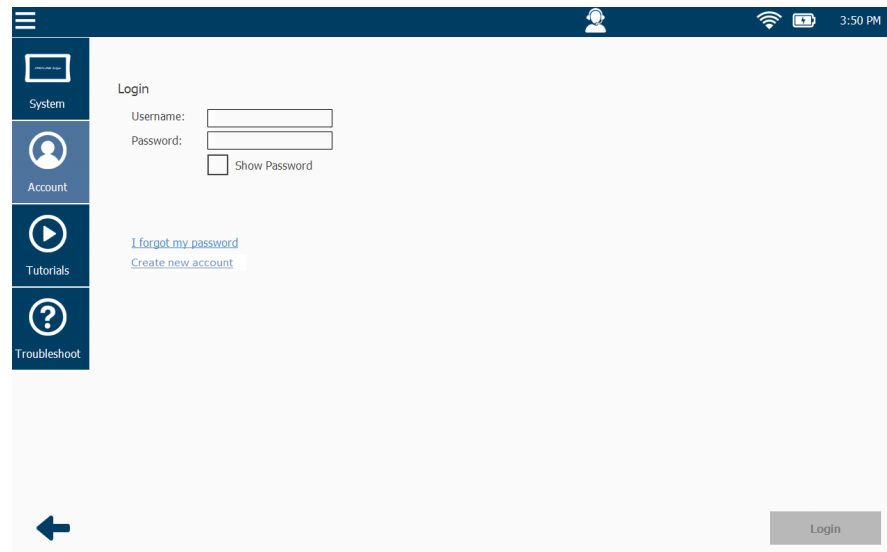 3:50 PM
System
Account
Tutorials
Troubleshoot
Login
Username:
Password:
Show Password
I forgot my password
Create new account
Login